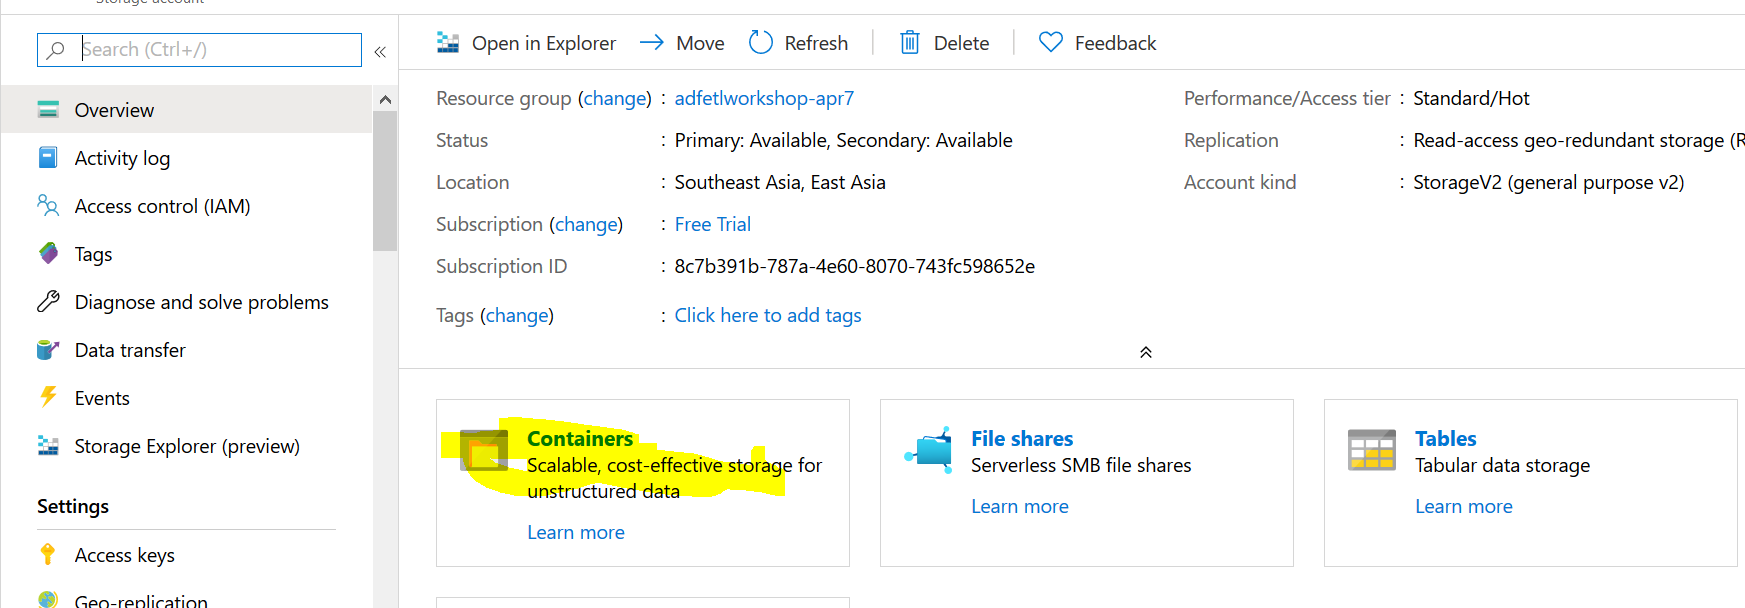 Storage account
Search (Ctrl+/)
«
Overview
Activity log
Access control (IAM)
Tags
Diagnose and solve problems
Data transfer
Events
Storage Explorer (preview)
Settings
Access keys
Geo-replication
Open in Explorer Move Refresh Delete Feedback
Resource group (change) : adfetlworkshop-apr7
Status : Primary: Available, Secondary: Available
Location : Southeast Asia, East Asia
Subscription (change) : Free Trial
Subscription ID : 8c7b391b-787a-4e60-8070-743fc598652e
Tags (change) : Click here to add tags
Performance/Access tier : Standard/Hot
Replication : Read-access geo-redundant storage (R
Account kind : StorageV2 (general purpose v2)
Containers
Scalable, cost-effective storage for
unstructured data
Learn more
File shares
Serverless SMB file shares
Learn more
Tables
Tabular data storage
Learn more